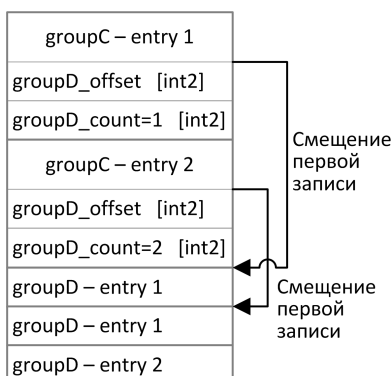 groupC – entry 1
groupD_offset [int2]
groupD_count=1 [int2]
groupC – entry 2
groupD_offset [int2]
groupD_count=2 [int2]
groupD – entry 1
groupD – entry 1
groupD – entry 2
Смещение
первой
записи
Смещение
первой
записи